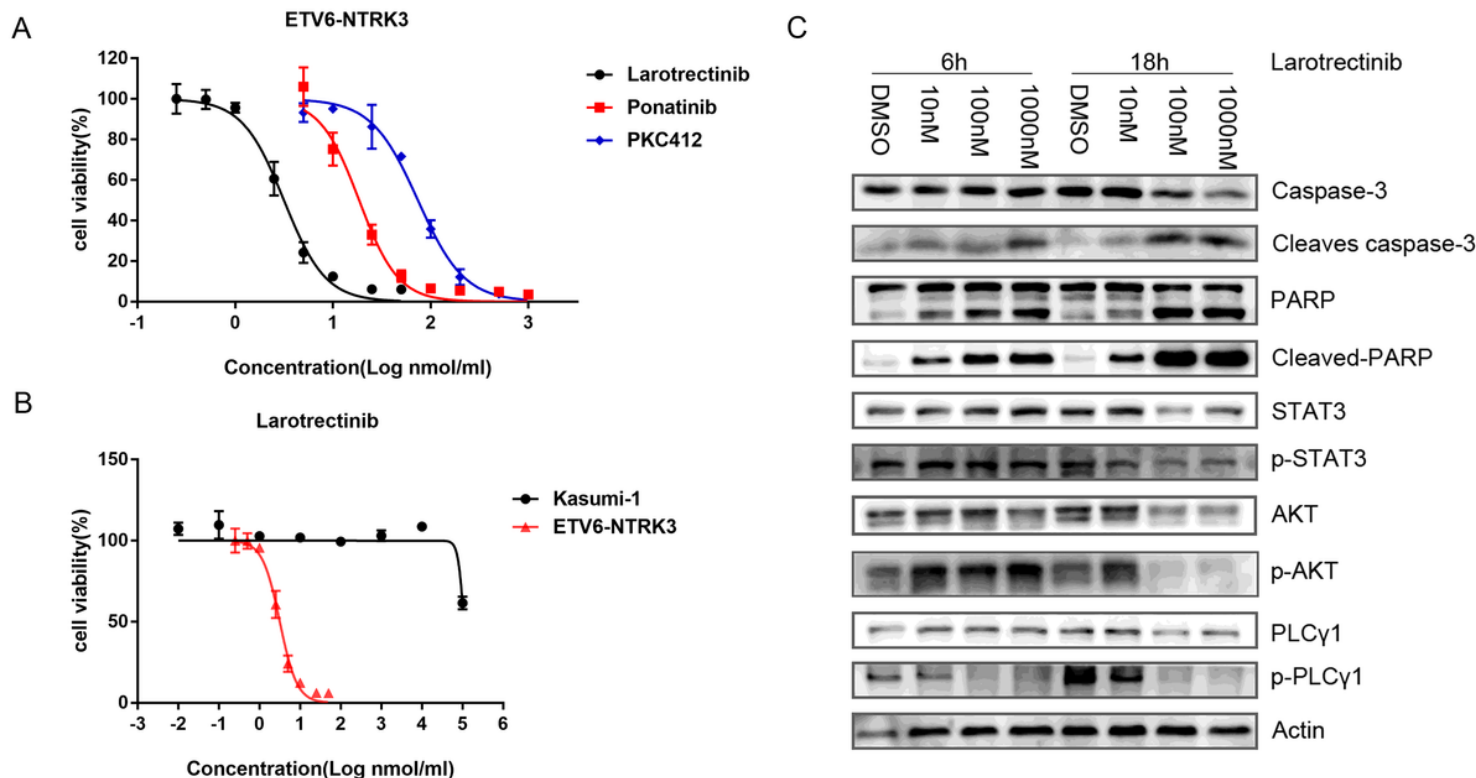 A
ETV6-NTRK3
120
100
80
60
40
20
0
-1 0 1 2 3
cell viability(%)
Concentration(Log nmol/ml)
Larotrectinib
Ponatinib
PKC412
B
Larotrectinib
150
100
50
0
-3 -2 -1 0 1 2 3 4 5 6
cell viability(%)
Concentration(Log nmol/ml)
Kasumi-1
ETV6-NTRK3
C
6h 18h Larotrectinib
DMSO 10nM 100nM 1000nM DMSO 10nM 100nM 1000nM
Caspase-3
Cleaves caspase-3
PARP
Cleaved-PARP
STAT3
p-STAT3
AKT
p-AKT
PLCγ1
p-PLCγ1
Actin